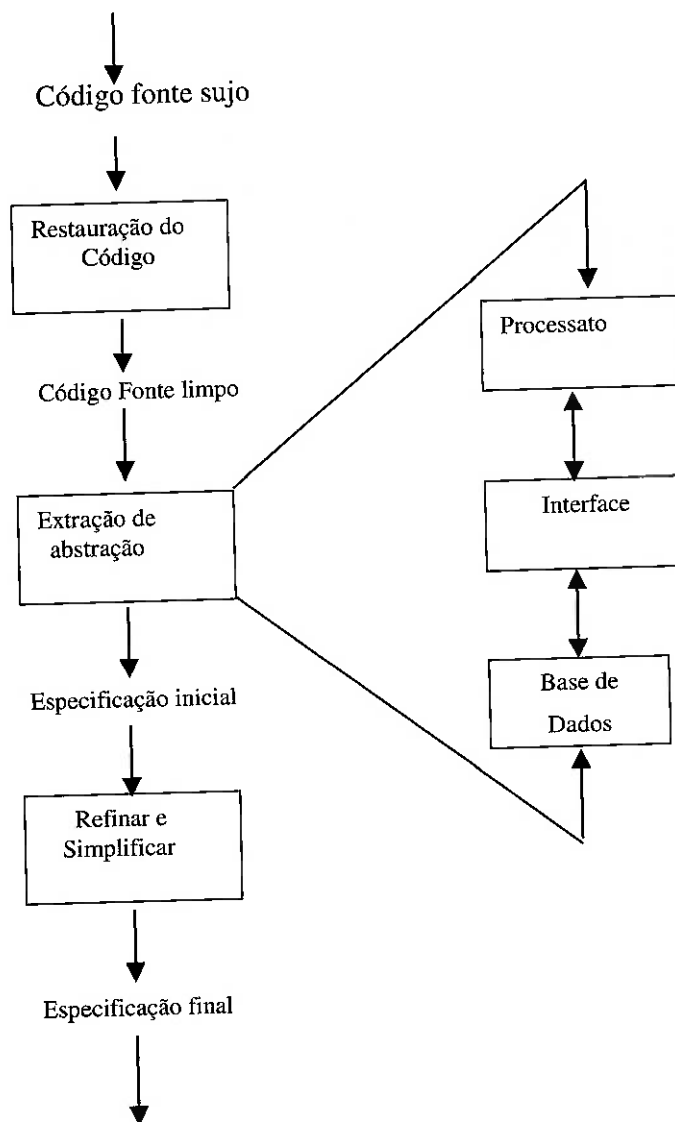 Código fonte sujo
Restauração do
Código
Código Fonte limpo
Extração de
abstração
Especificação inicial
Refinar e
Simplificar
Especificação final
Processato
Interface
Base de
Dados